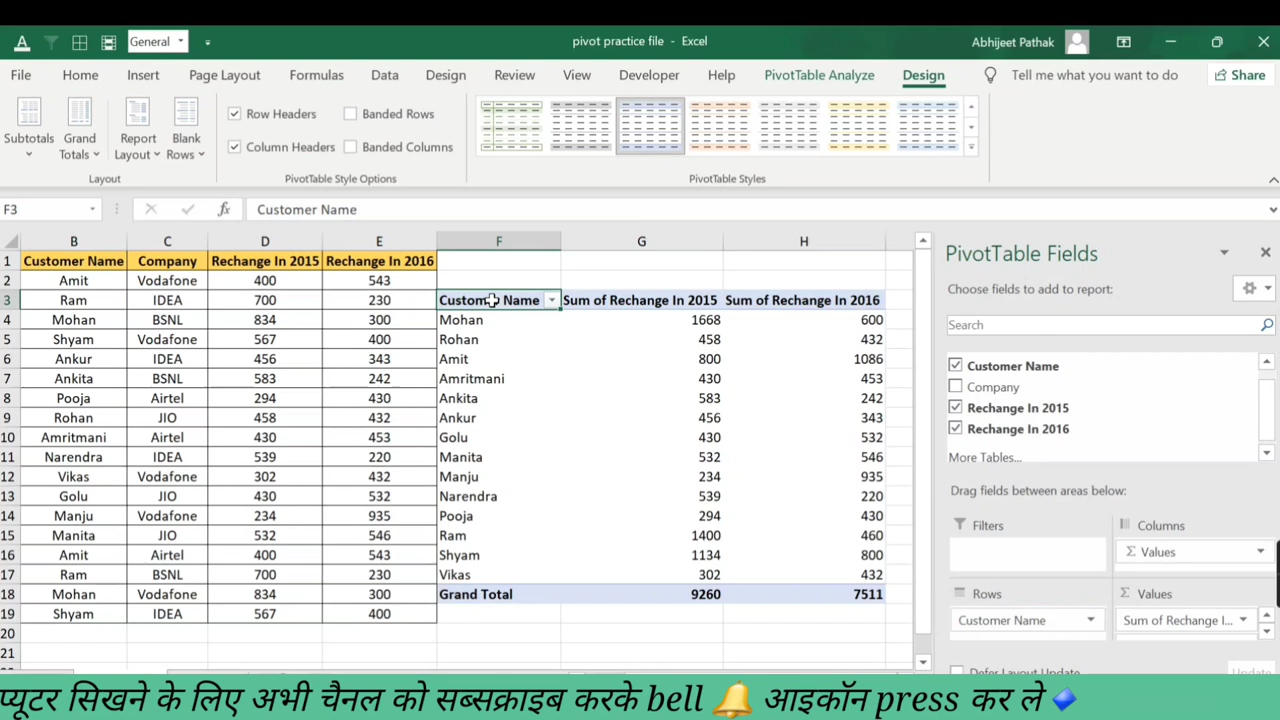 General
pivot practice file - Excel
Abhijeet Pathak
File Home Insert Page Layout Formulas Data Design Review View Developer Help PivotTable Analyze Design Tell me what you want to do Share
Subtotals
Grand Totals
Report Layout
Blank Rows
Layout
Row Headers Banded Rows
Column Headers Banded Columns
PivotTable Style Options
PivotTable Styles
F3 fx Customer Name
B C D E F G H
1 Customer Name Company Rechange In 2015 Rechange In 2016
2 Amit Vodafone 400 543
3 Ram IDEA 700 230 Customer Name Sum of Rechange In 2015 Sum of Rechange In 2016
4 Mohan BSNL 834 300 Mohan 1668 600
5 Shyam Vodafone 567 400 Rohan 458 432
6 Ankur IDEA 456 343 Amit 800 1086
7 Ankita BSNL 583 242 Amritmani 430 453
8 Pooja Airtel 294 430 Ankita 583 242
9 Rohan JIO 458 432 Ankur 456 343
10 Amritmani Airtel 430 453 Golu 430 532
11 Narendra IDEA 539 220 Manita 532 546
12 Vikas Vodafone 302 432 Manju 234 935
13 Golu JIO 430 532 Narendra 539 220
14 Manju Vodafone 234 935 Pooja 294 430
15 Manita JIO 532 546 Ram 1400 460
16 Amit Airtel 400 543 Shyam 1134 800
17 Ram BSNL 700 230 Vikas 302 432
18 Mohan Vodafone 834 300 Grand Total 9260 7511
19 Shyam IDEA 567 400
20
21
PivotTable Fields
Choose fields to add to report:
Search
Customer Name
Company
Rechange In 2015
Rechange In 2016
More Tables...
Drag fields between areas below:
Filters Columns
Σ Values
Rows Σ Values
Customer Name Sum of Rechange I...
Defer Layout Update Update
प्यूटर सिखने के लिए अभी चैनल को सब्सक्राइब करके bell 🔔 आइकॉन press कर ले